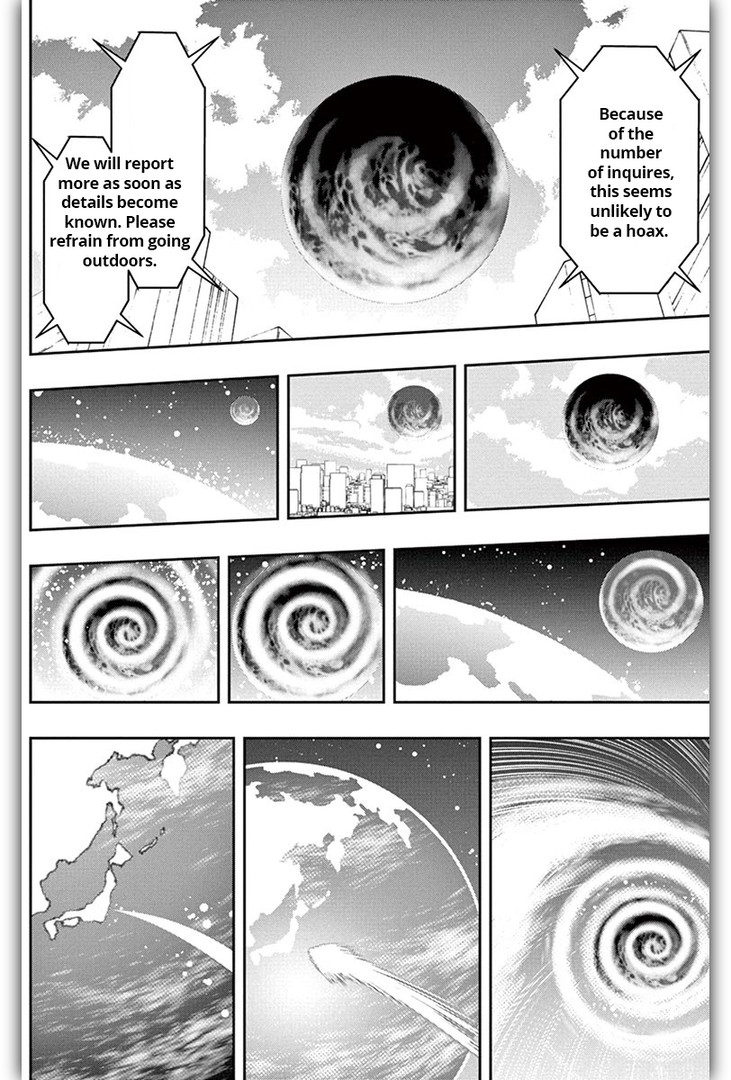 Because
of the
number
of inquires,
this seems
unlikely to
be a hoax.
We will report
more as soon as
details become
known. Please
refrain from going
outdoors.